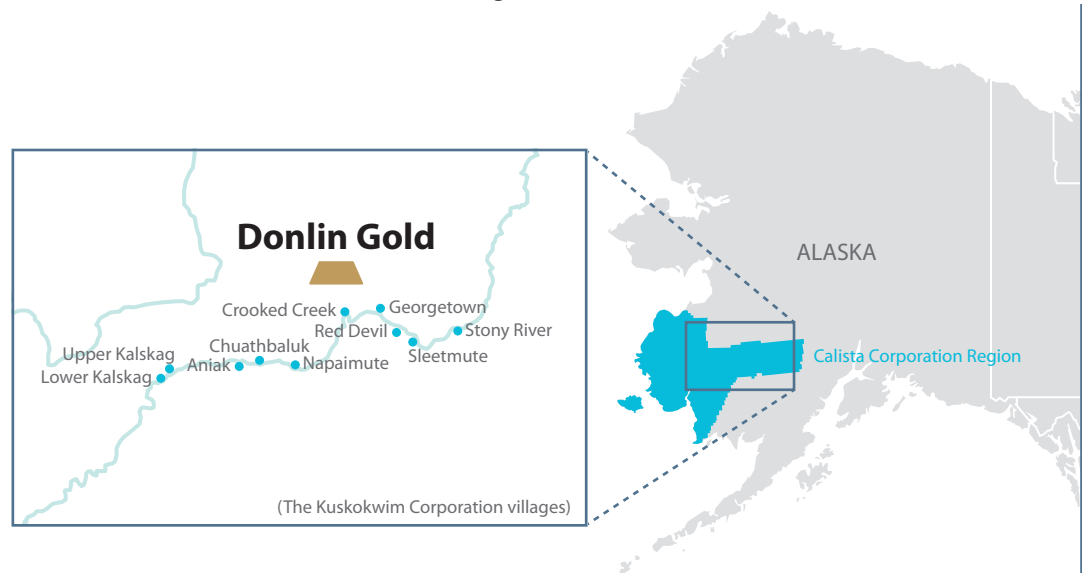 Donlin Gold
Crooked Creek
Georgetown
Red Devil
Stony River
Sleetmute
Chuathbaluk
Upper Kalskag
Aniak
Napaimute
Lower Kalskag
(The Kuskokwim Corporation villages)
ALASKA
Calista Corporation Region